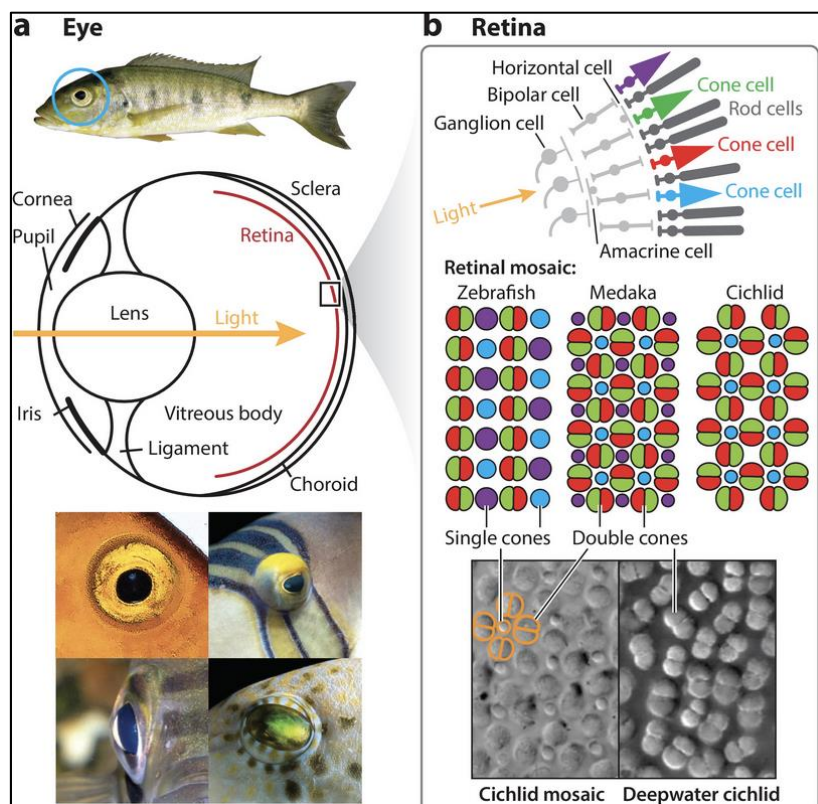 a Eye
Cornea
Pupil
Sclera
Retina
Lens
Light
Iris
Vitreous body
Ligament
Choroid
b Retina
Horizontal cell
Bipolar cell
Ganglion cell
Cone cell
Rod cells
Cone cell
Cone cell
Light
Amacrine cell
Retinal mosaic:
Zebrafish Medaka Cichlid
Single cones Double cones
Cichlid mosaic Deepwater cichlid